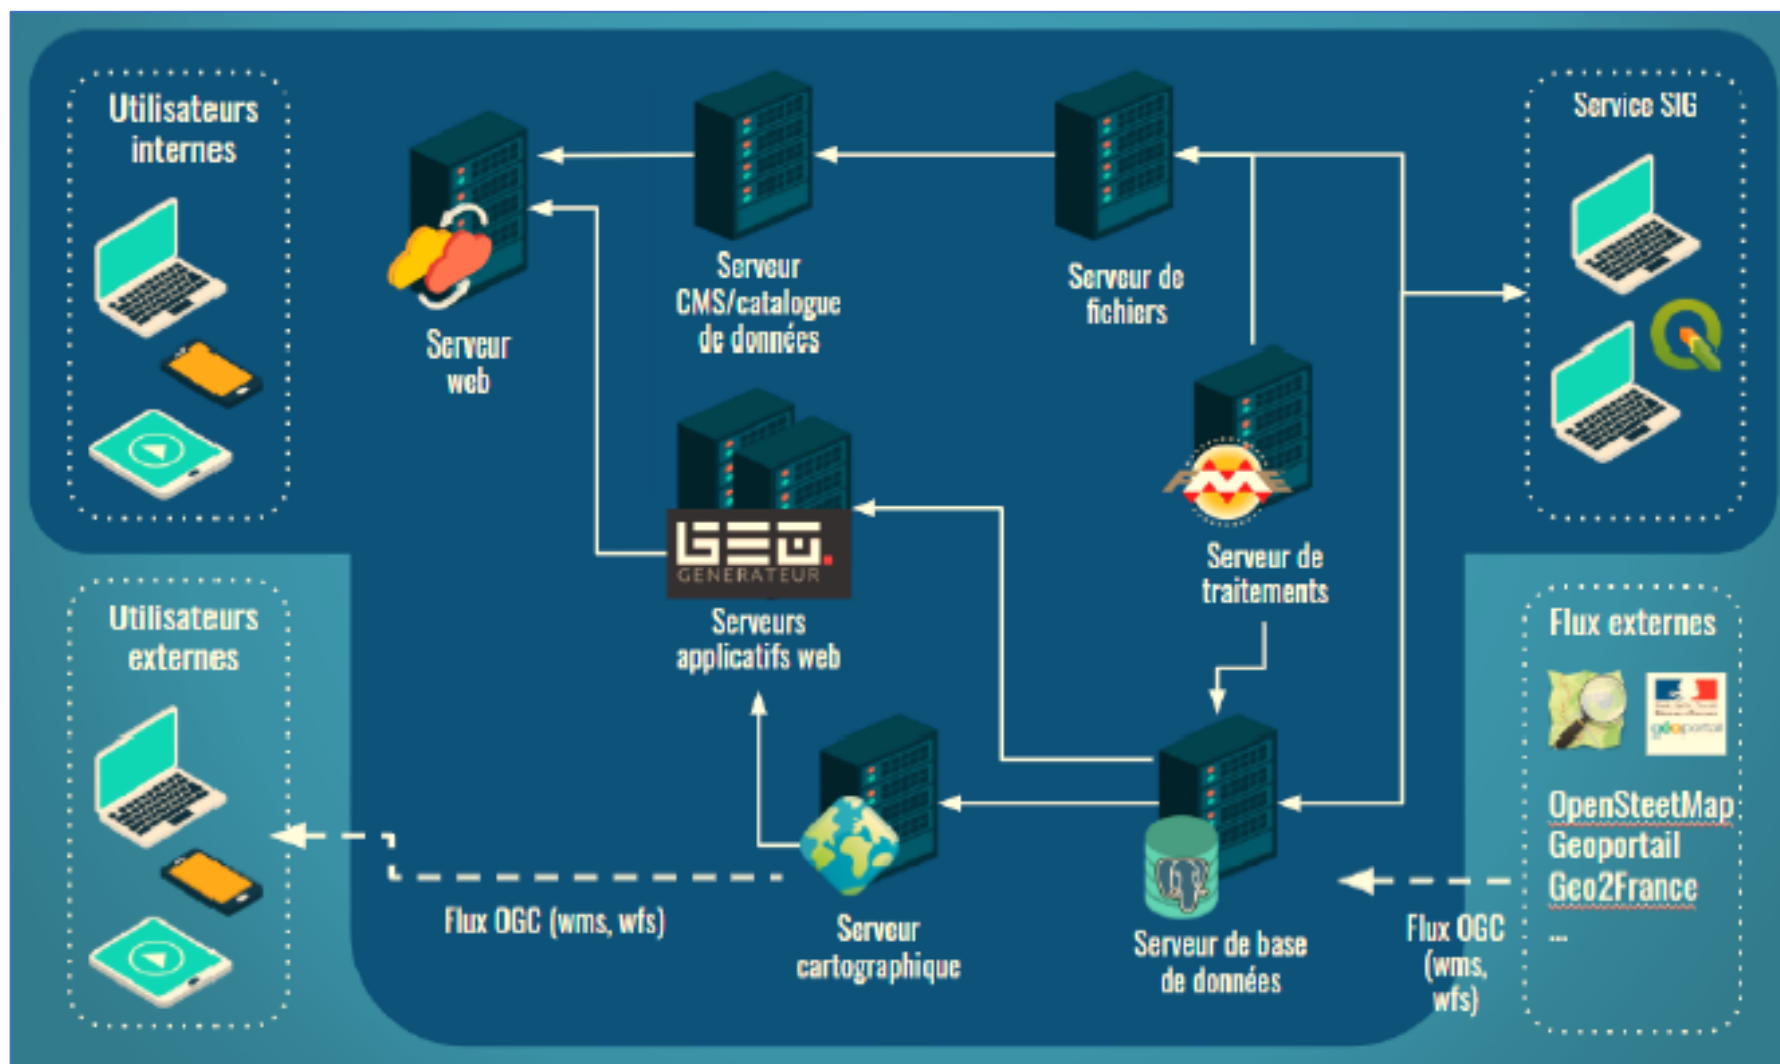 Utilisateurs
internes
Service SIG
Serveur
CMS/catalogue
de données
Serveur de
fichiers
Serveur
web
FME
GEO.
GENERATEUR
Serveurs
applicatifs web
Serveur de
traitements
Utilisateurs
externes
Flux externes
géoportail
OpenSteetMap
Geoportail
Geo2France
...
Flux OGC (wms, wfs)
Serveur
cartographique
Serveur de base
de données
Flux OGC
(wms,
wfs)